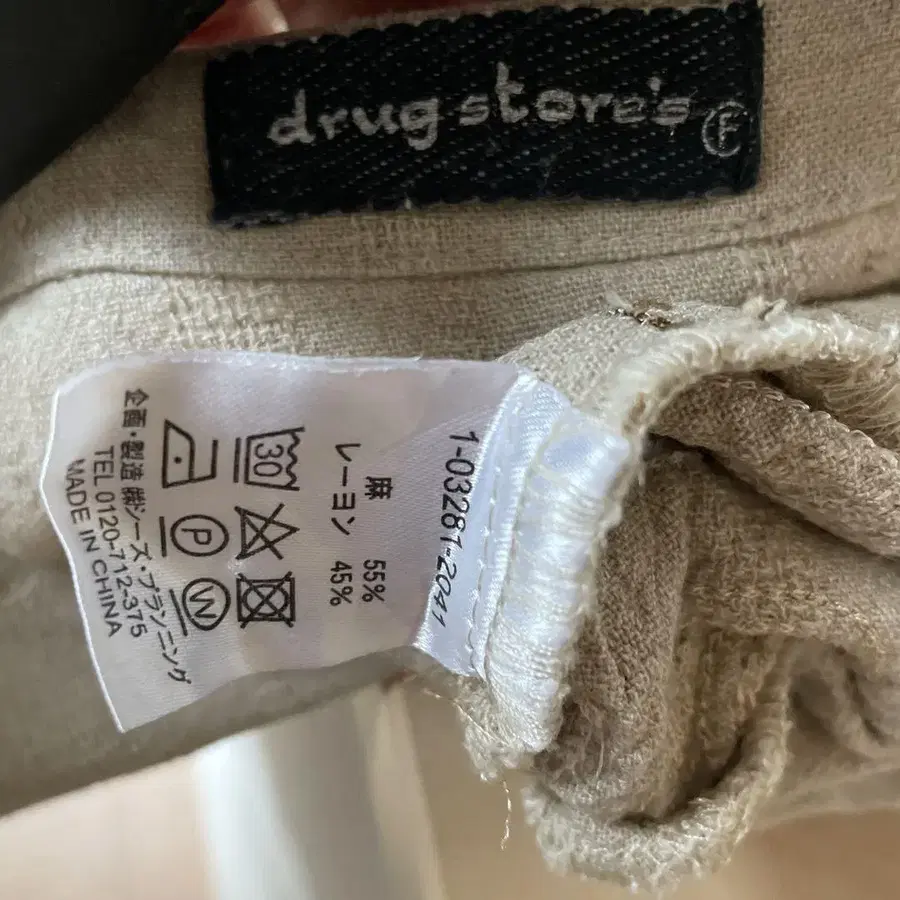 drug store's
F
1-03281-2041
麻 55%
レーヨン 45%
30
P
W
企画・製造 ㈱シーズ・プランニング
TEL 0120-712-375
MADE IN CHINA